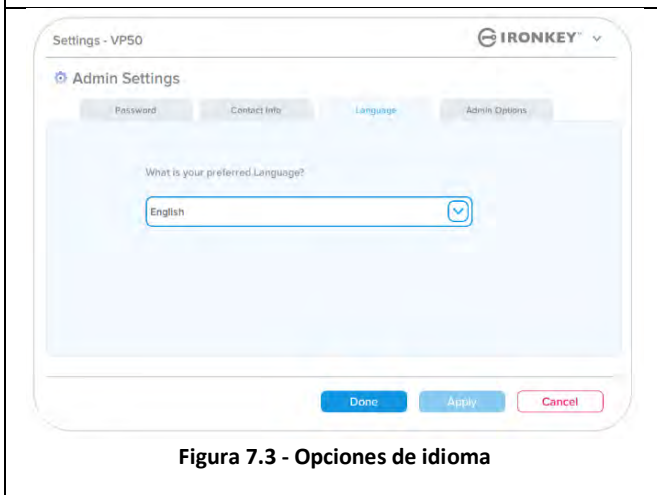 Settings - VP50
IRONKEY™
Admin Settings
Password Contact Info Language Admin Options
What is your preferred Language?
English
Done Apply Cancel
Figura 7.3 - Opciones de idioma